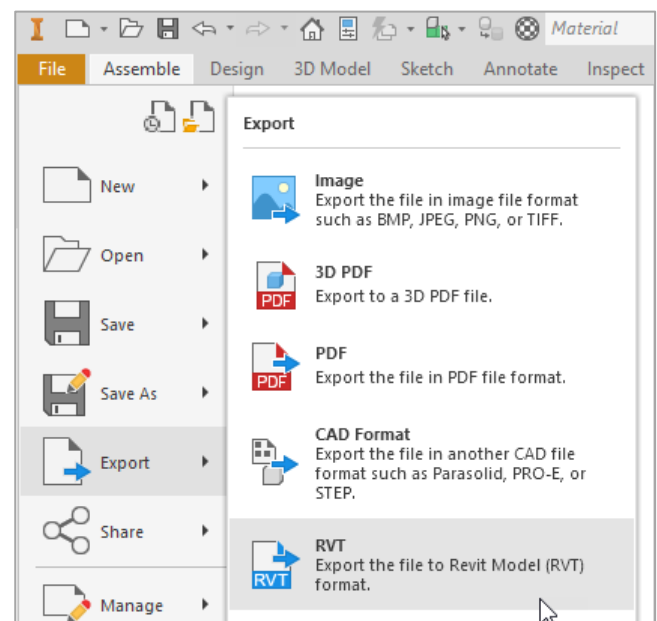 I
Material
File Assemble Design 3D Model Sketch Annotate Inspect
Export
New
Image
Export the file in image file format
such as BMP, JPEG, PNG, or TIFF.
Open
3D PDF
PDF
Export to a 3D PDF file.
Save
PDF
PDF
Export the file in PDF file format.
Save As
CAD Format
Export the file in another CAD file
format such as Parasolid, PRO-E, or
STEP.
Export
Share
RVT
RVT
Export the file to Revit Model (RVT)
format.
Manage